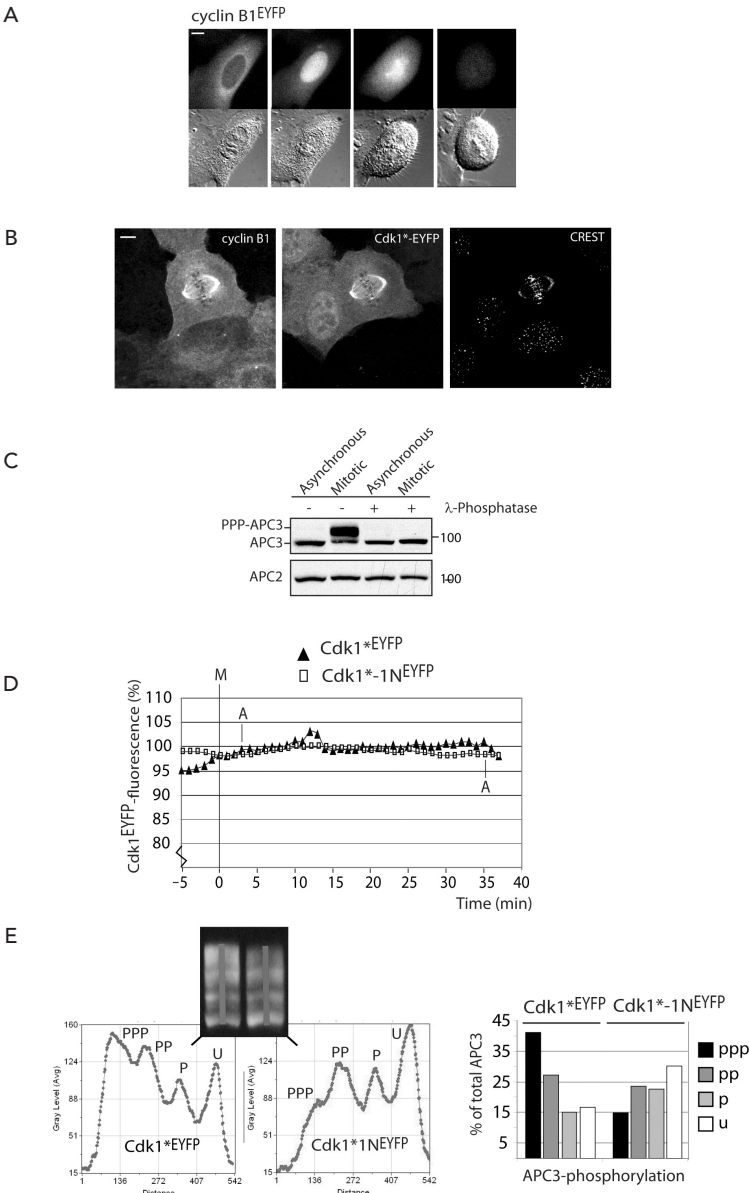 A
cyclin B1EYFP
B
cyclin B1
Cdk1*-EYFP
CREST
C
Asynchronous
Mitotic
Asynchronous
Mitotic
- - + + λ-Phosphatase
PPP-APC3
APC3
100
APC2
100
D
Cdk1*EYFP
Cdk1*-1NEYFP
M
A
A
Cdk1EYFP-fluorescence (%)
110
105
100
95
90
85
80
–5 0 5 10 15 20 25 30 35 40
Time (min)
E
160
124
88
51
15
Gray Level (Avg)
PPP
PP
P
U
Cdk1*EYFP
1 136 271 407 542
Distance
124
88
51
15
Gray Level (Avg)
PPP
PP
P
U
Cdk1*1NEYFP
1 136 271 407 542
Distance
Cdk1*EYFP Cdk1*-1NEYFP
% of total APC3
45
35
25
15
5
ppp
pp
p
u
APC3-phosphorylation